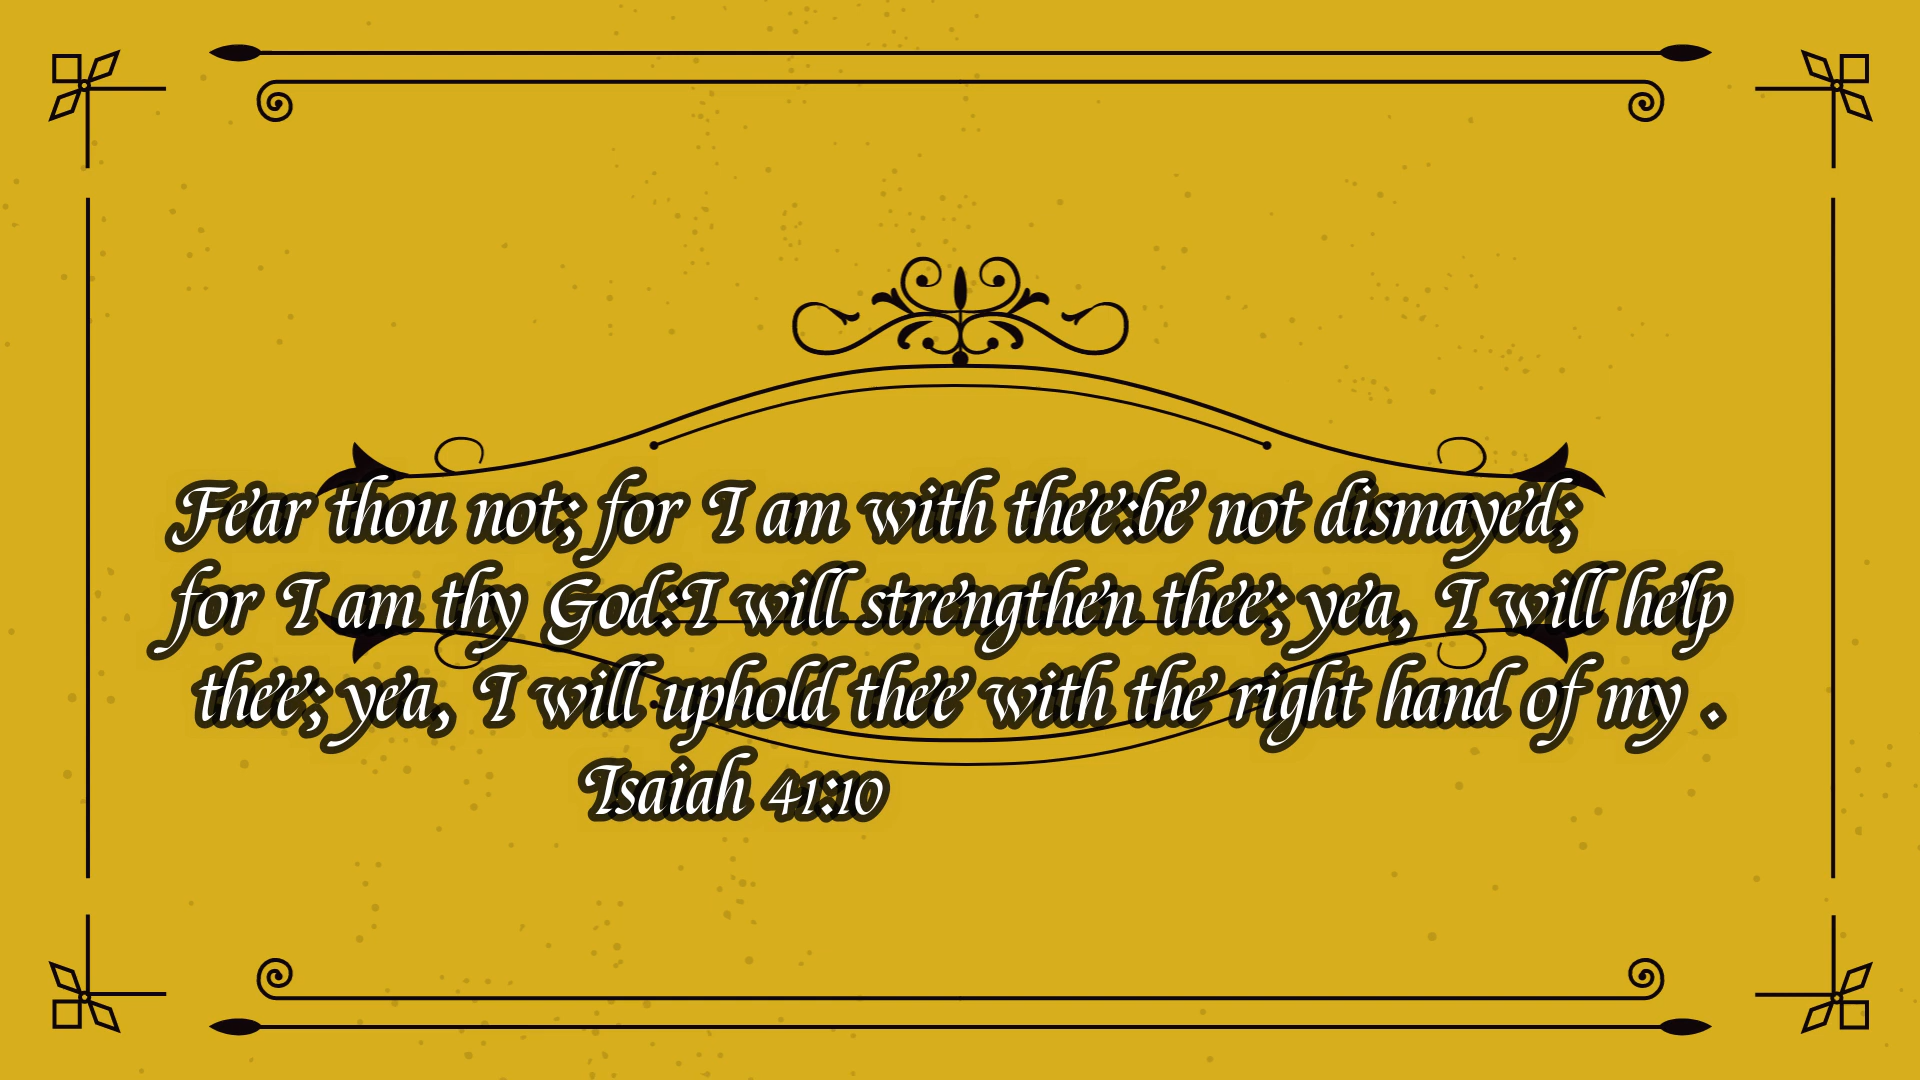 Fear thou not; for I am with thee:be not dismayed;
for I am thy God:I will strengthen thee; yea, I will help
thee; yea, I will uphold thee with the right hand of my .
Isaiah 41:10